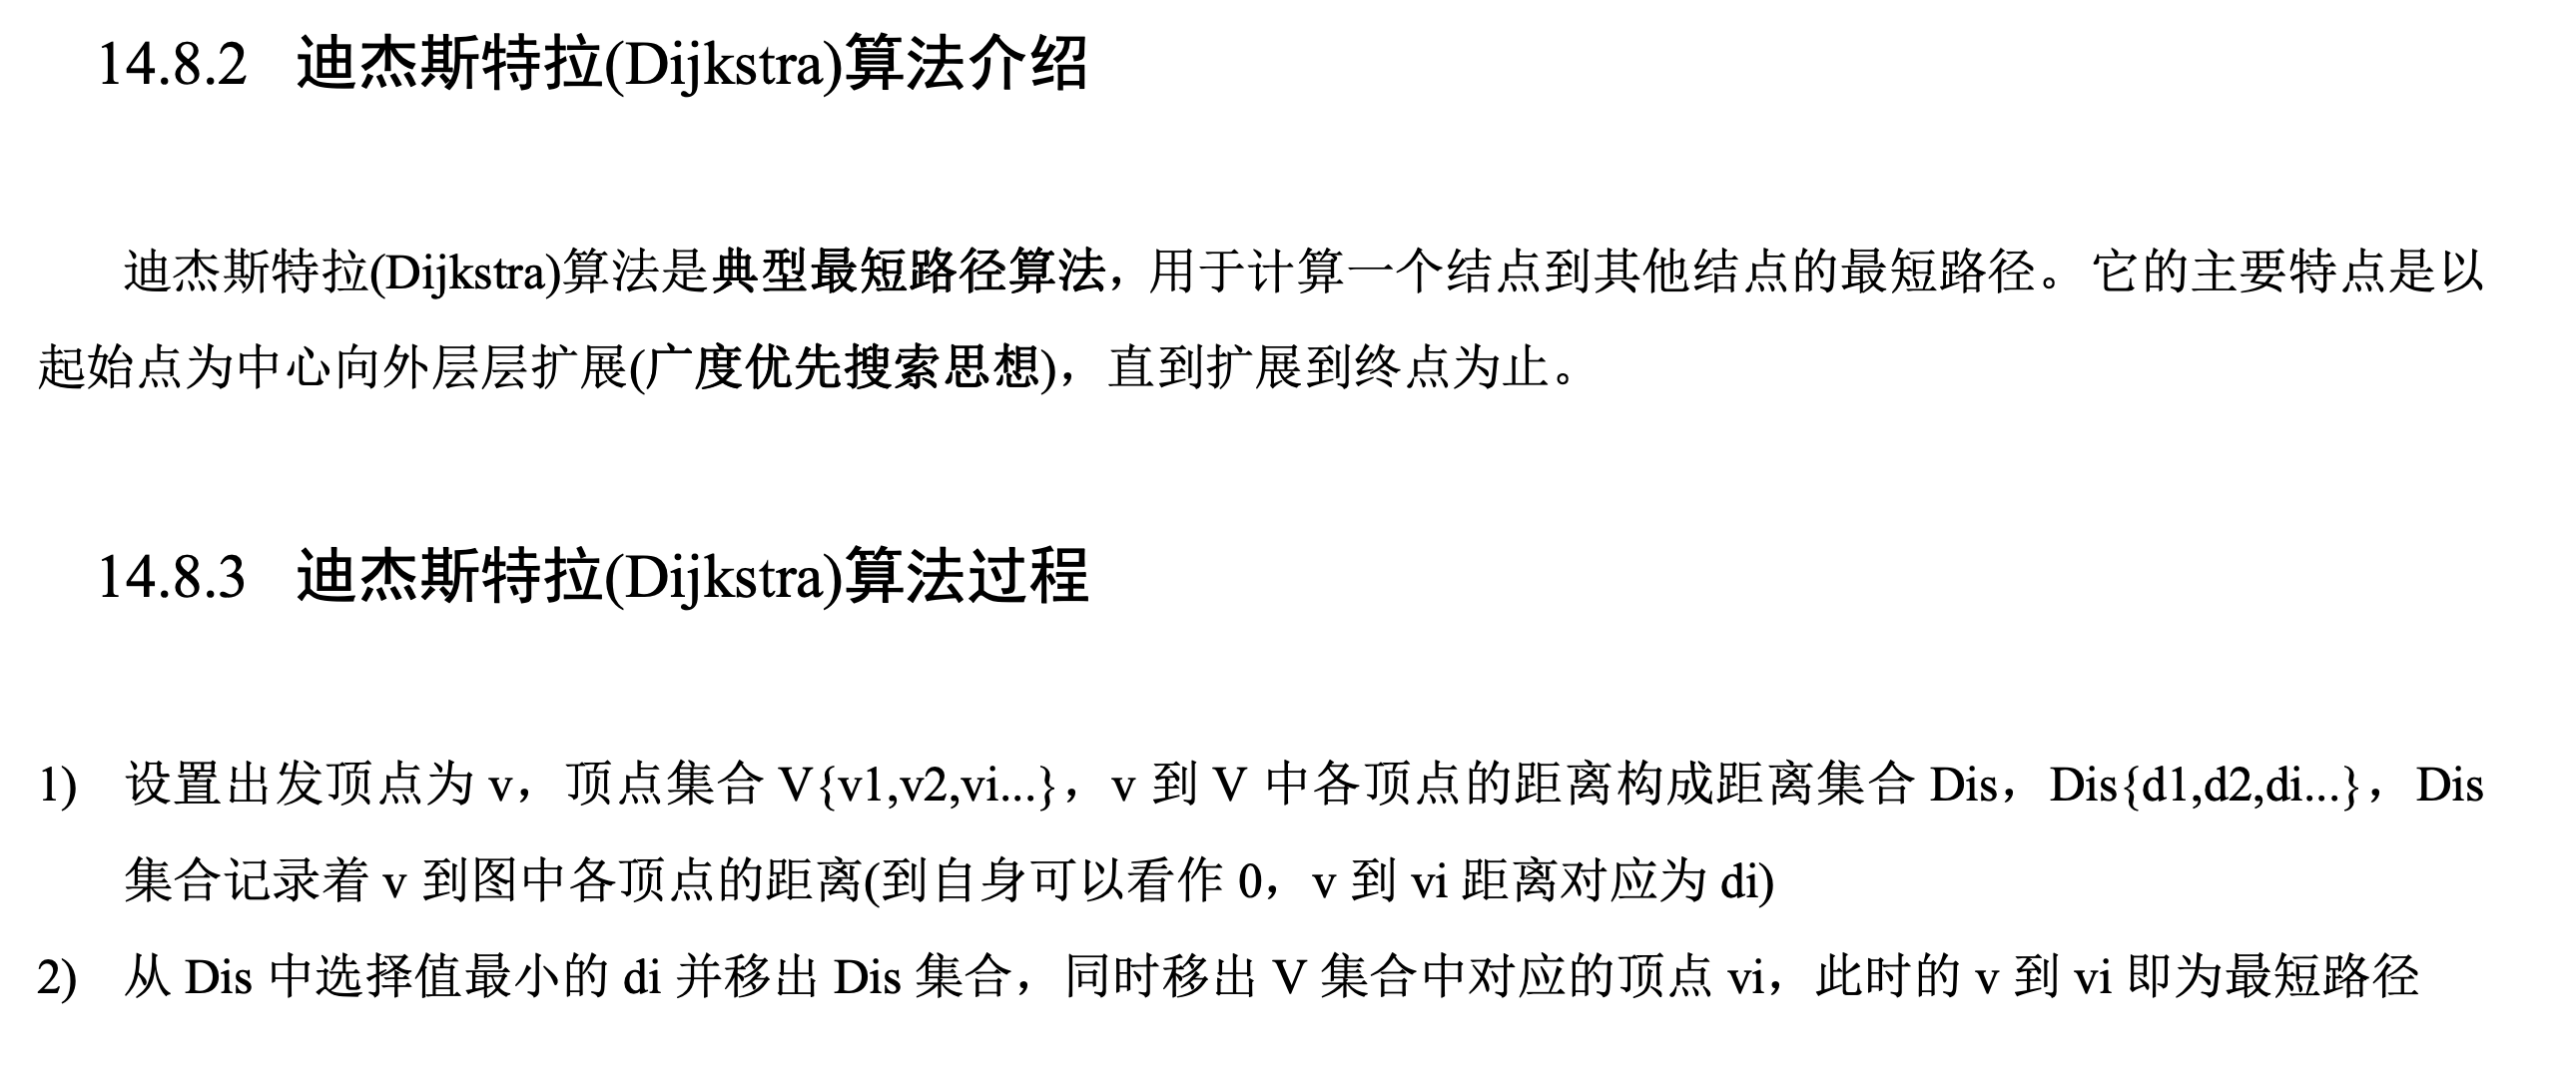 14.8.2 迪杰斯特拉(Dijkstra)算法介绍
迪杰斯特拉(Dijkstra)算法是典型最短路径算法，用于计算一个结点到其他结点的最短路径。它的主要特点是以
起始点为中心向外层层扩展(广度优先搜索思想)，直到扩展到终点为止。
14.8.3 迪杰斯特拉(Dijkstra)算法过程
1) 设置出发顶点为 v，顶点集合 V{v1,v2,vi...}，v 到 V 中各顶点的距离构成距离集合 Dis，Dis{d1,d2,di...}，Dis
集合记录着 v 到图中各顶点的距离(到自身可以看作 0，v 到 vi 距离对应为 di)
2) 从 Dis 中选择值最小的 di 并移出 Dis 集合，同时移出 V 集合中对应的顶点 vi，此时的 v 到 vi 即为最短路径